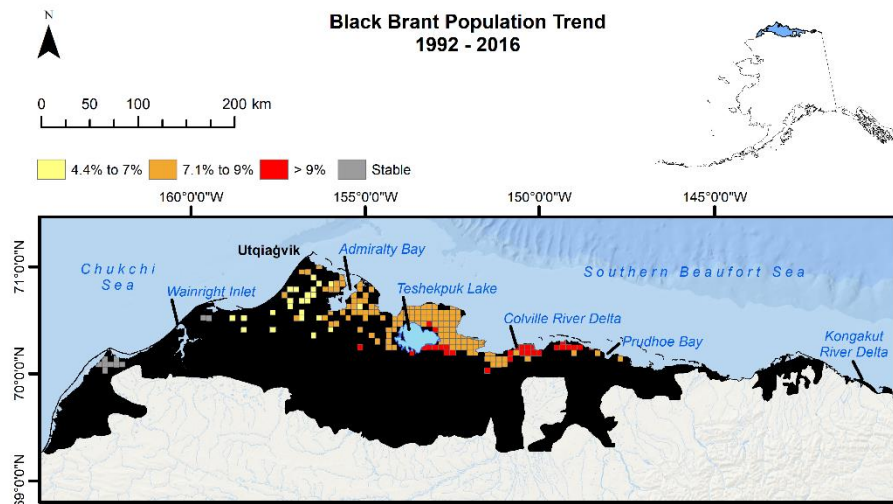 N
Black Brant Population Trend
1992 - 2016
0 50 100 200 km
4.4% to 7% 7.1% to 9% > 9% Stable
160°0'0"W 155°0'0"W 150°0'0"W 145°0'0"W
71°0'0"N
70°0'0"N
69°0'0"N
Utqiaġvik
Admiralty Bay
Chukchi
Sea
Wainright Inlet
Teshekpuk Lake
Southern Beaufort Sea
Colville River Delta
Prudhoe Bay
Kongakut
River Delta